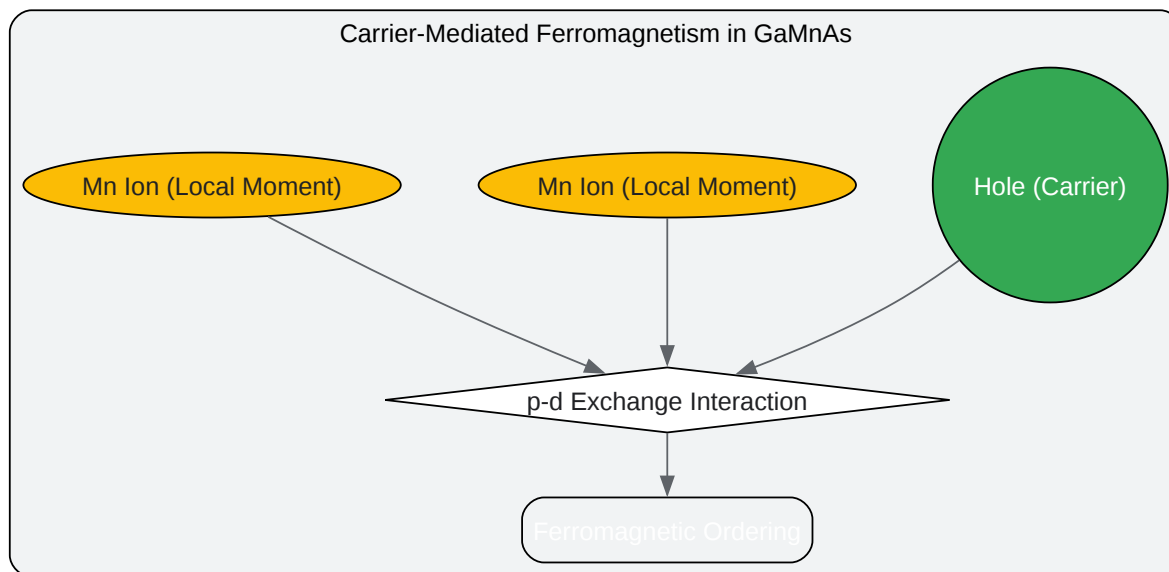 Carrier-Mediated Ferromagnetism in GaMnAs
Mn Ion (Local Moment)
Mn Ion (Local Moment)
Hole (Carrier)
p-d Exchange Interaction
Ferromagnetic Ordering